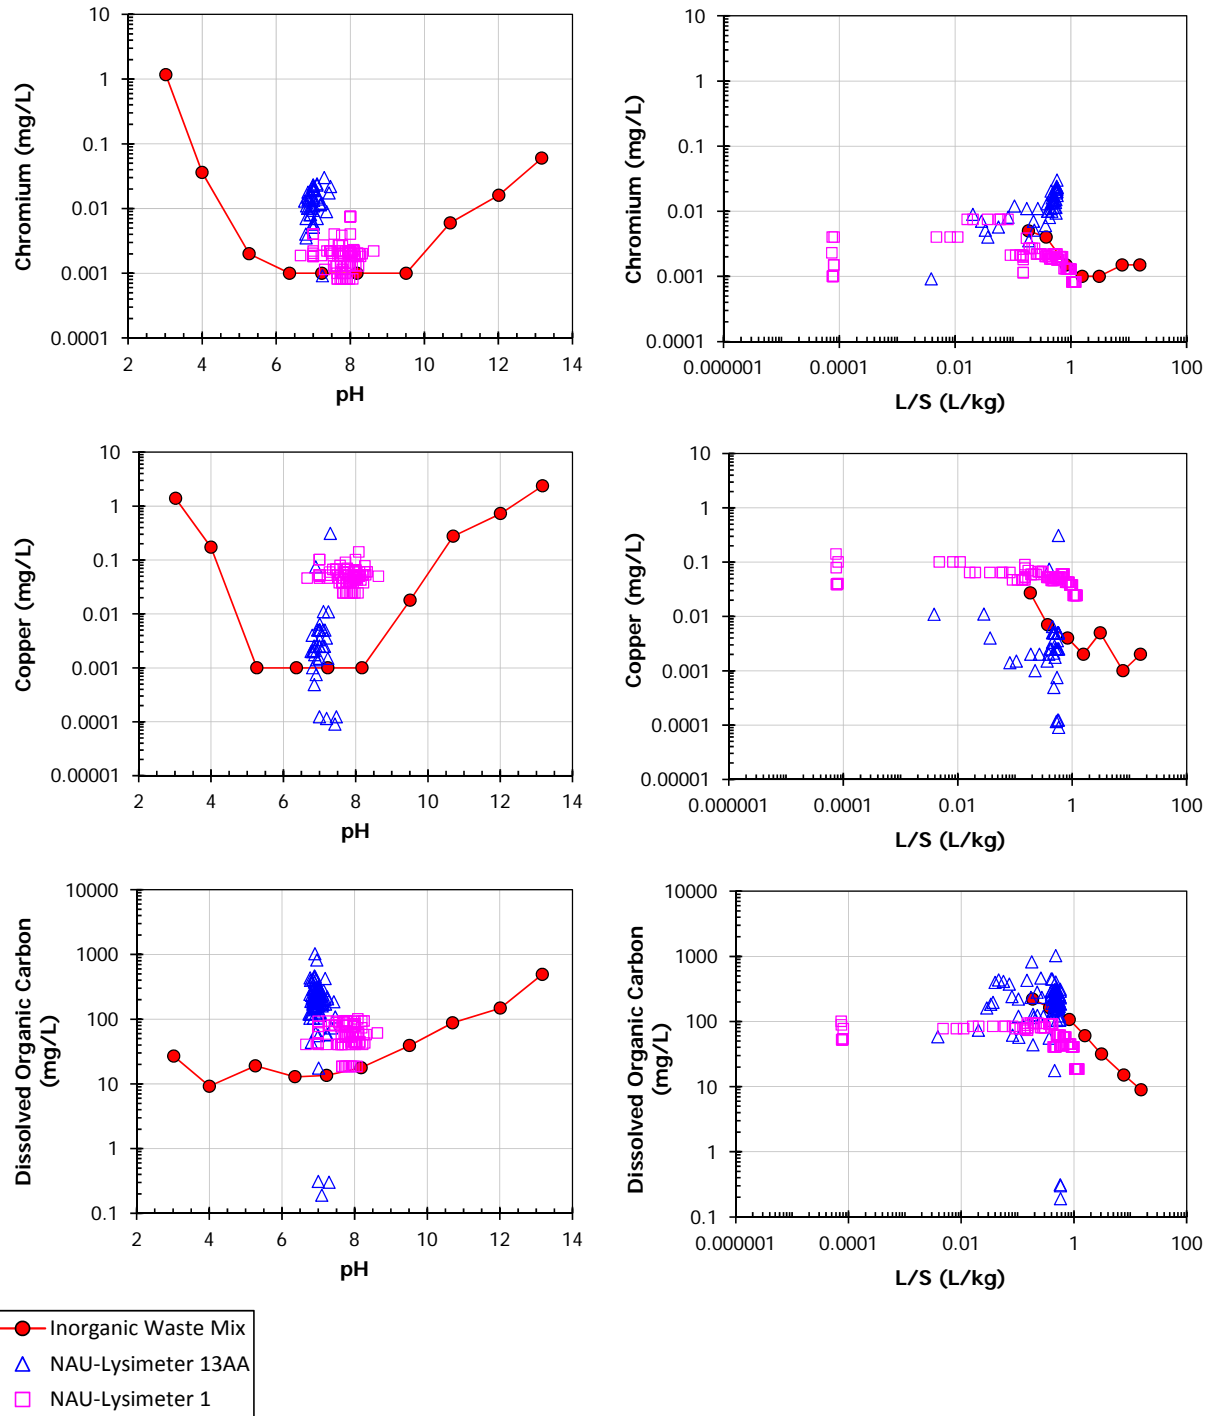 10
1
0.1
0.01
0.001
0.0001
Chromium (mg/L)
2 4 6 8 10 12 14
pH
10
1
0.1
0.01
0.001
0.0001
Chromium (mg/L)
0.000001 0.0001 0.01 1 100
L/S (L/kg)
10
1
0.1
0.01
0.001
0.0001
0.00001
Copper (mg/L)
2 4 6 8 10 12 14
pH
10
1
0.1
0.01
0.001
0.0001
0.00001
Copper (mg/L)
0.000001 0.0001 0.01 1 100
L/S (L/kg)
10000
1000
100
10
1
0.1
Dissolved Organic Carbon
(mg/L)
2 4 6 8 10 12 14
pH
10000
1000
100
10
1
0.1
Dissolved Organic Carbon
(mg/L)
0.000001 0.0001 0.01 1 100
L/S (L/kg)
Inorganic Waste Mix
NAU-Lysimeter 13AA
NAU-Lysimeter 1